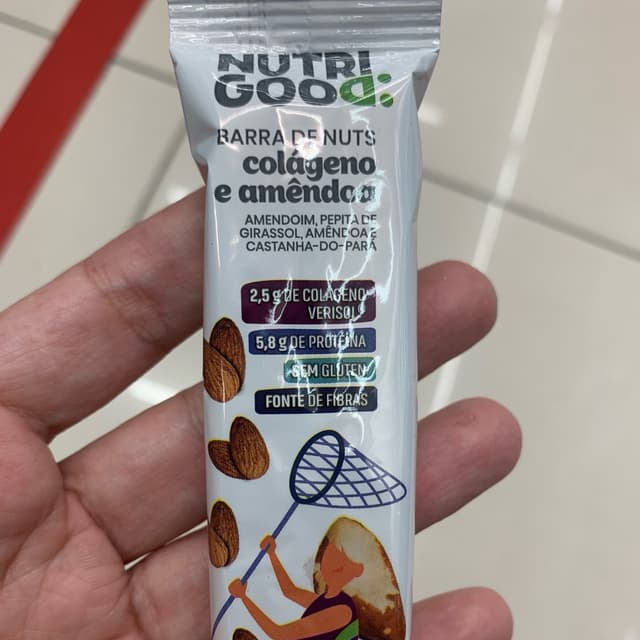 NUTRI
GOOD:
BARRA DE NUTS
colágeno
e amêndoa
AMENDOIM, PEPITA DE
GIRASSOL, AMÊNDOA E
CASTANHA-DO-PARÁ
2,5 g DE COLÁGENO
VERISOL®
5,8 g DE PROTEÍNA
SEM GLÚTEN
FONTE DE FIBRAS